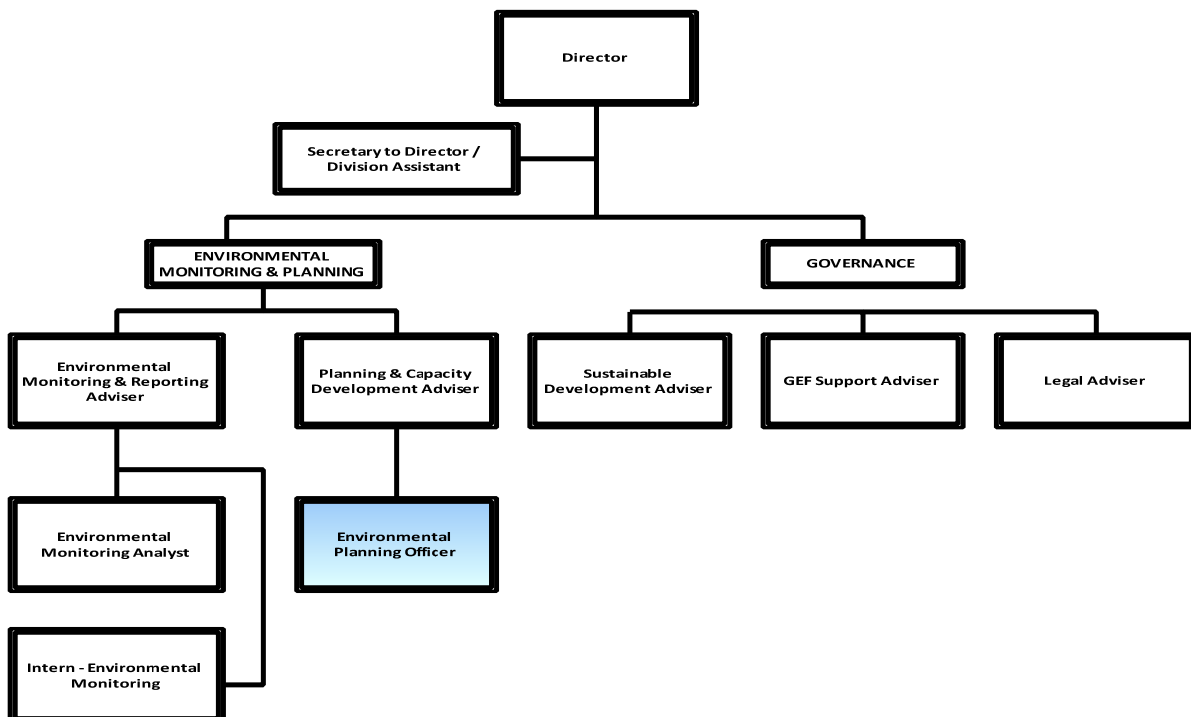 Director
Secretary to Director /
Division Assistant
ENVIRONMENTAL
MONITORING & PLANNING
GOVERNANCE
Environmental
Monitoring & Reporting
Adviser
Planning & Capacity
Development Adviser
Sustainable
Development Adviser
GEF Support Adviser
Legal Adviser
Environmental
Monitoring Analyst
Environmental
Planning Officer
Intern - Environmental
Monitoring